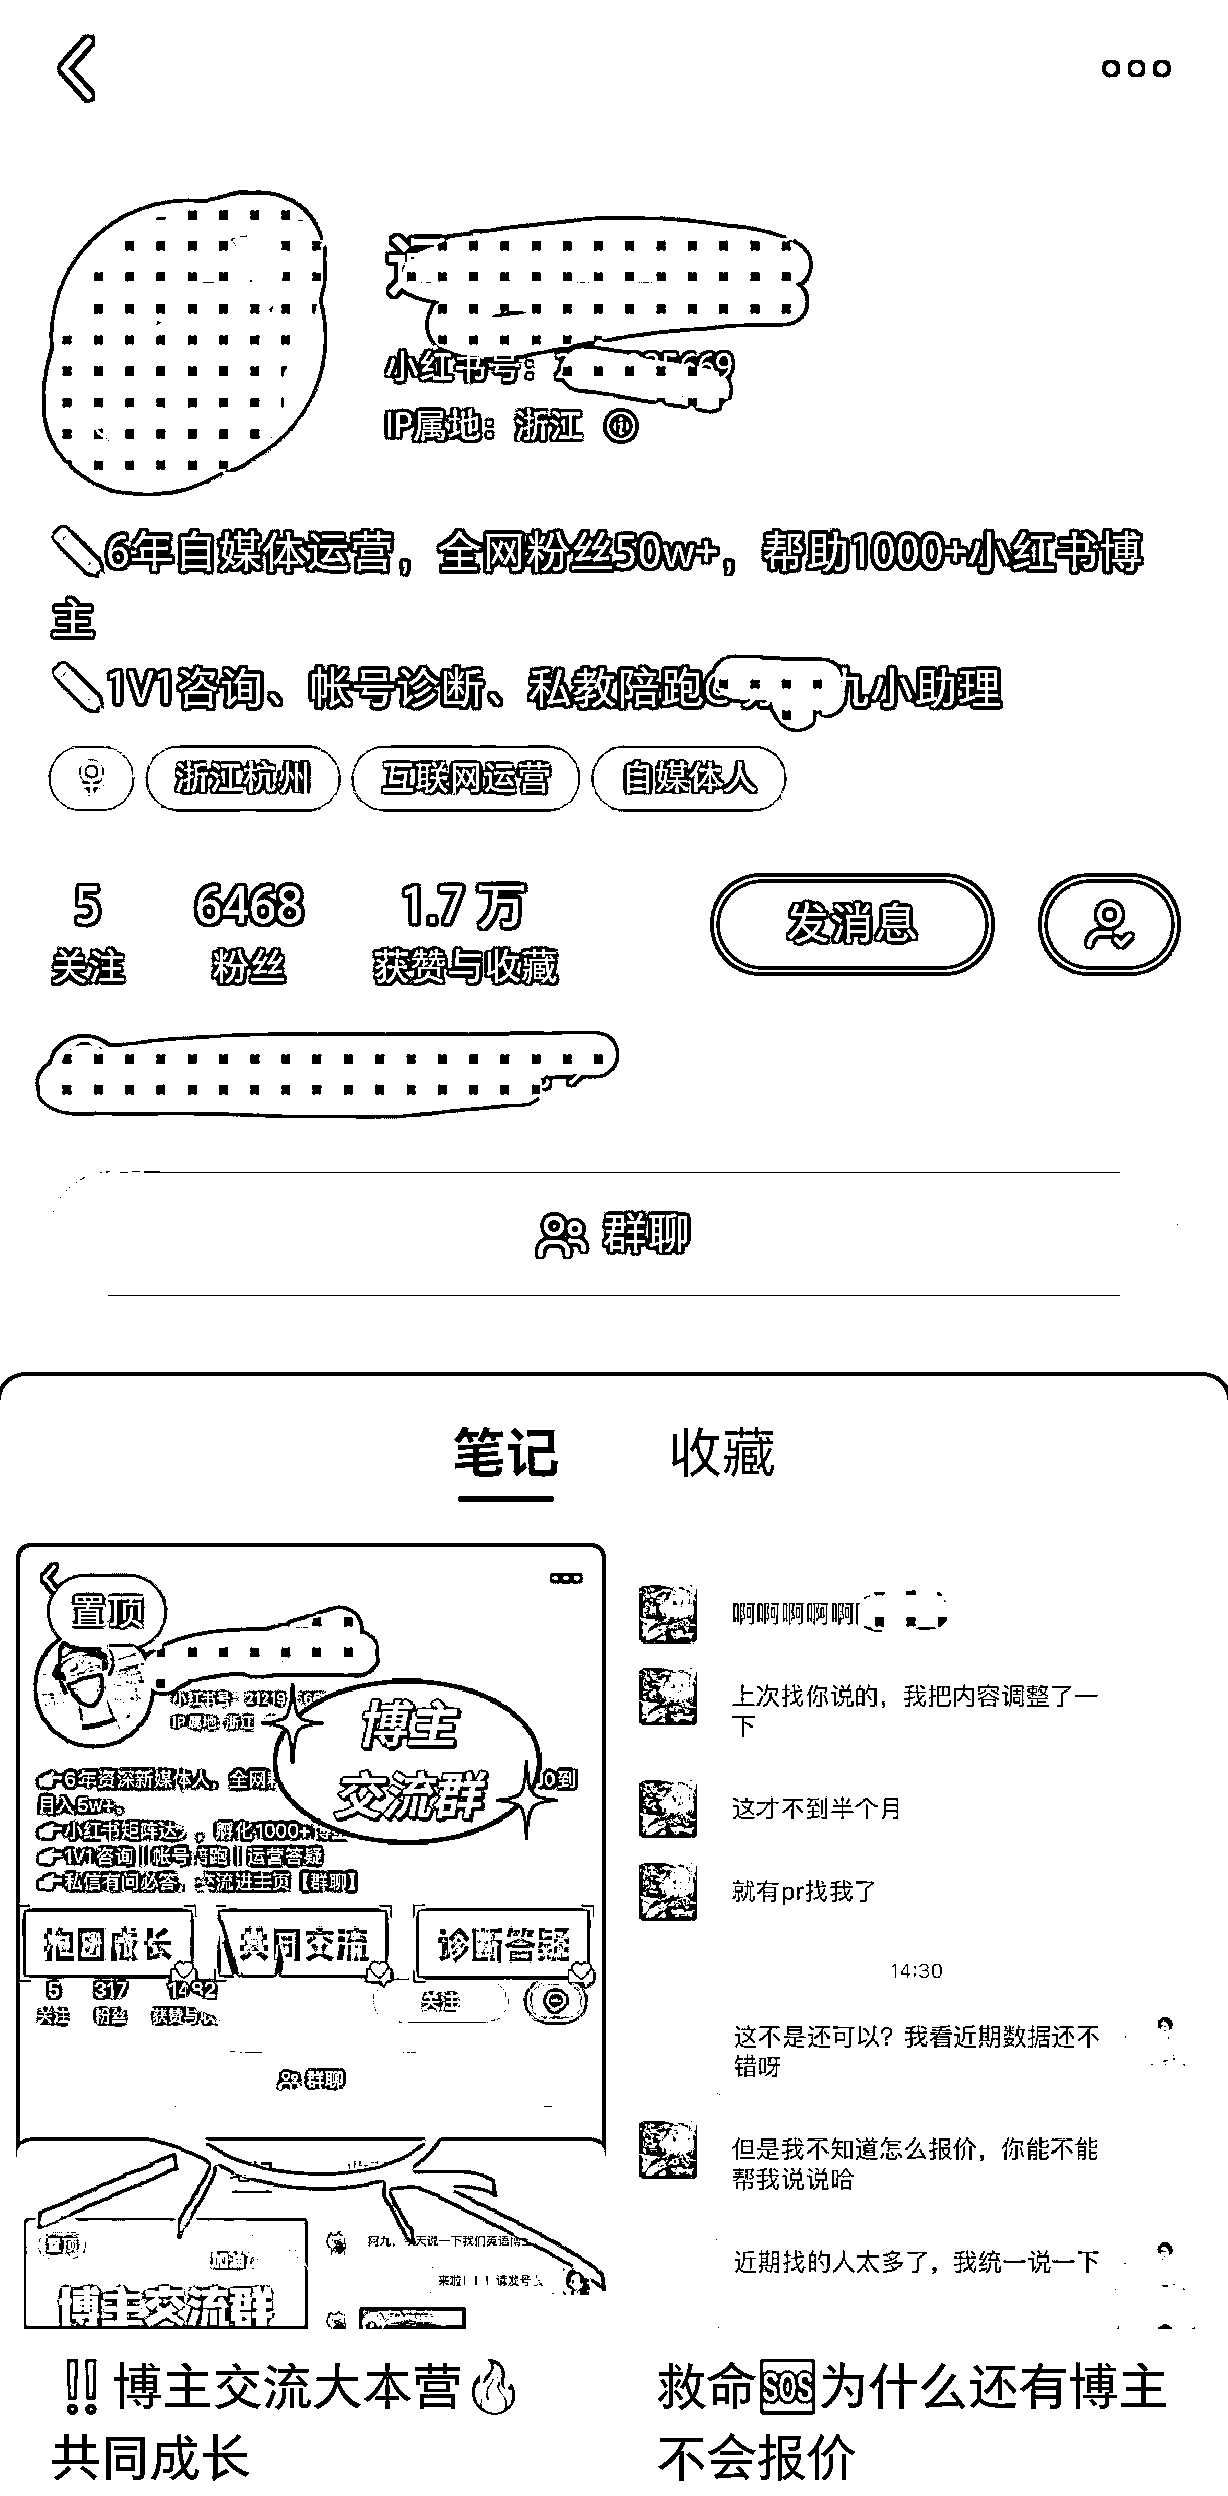 小红书号：
IP属地：浙江
6年自媒体运营，全网粉丝50w+，帮助1000+小红书博
主
1V1咨询、帐号诊断、私教陪跑 九小助理
浙江杭州 互联网运营 自媒体人
5 6468 1.7 万
关注 粉丝 获赞与收藏
发消息
群聊
笔记 收藏
置顶
小红书号：
IP属地：浙江
博主
交流群
6年资深新媒体人，全网
月入5w+。
小红书矩阵达 ，孵化1000+博主
1V1咨询||帐号陪跑||运营答疑
私信有问必答，交流进主页【群聊】
抱团成长 共同交流 诊断答疑
5 317 1492
关注 粉丝 获赞与收
关注
群聊
置顶
博主交流群
‼️博主交流大本营🔥
共同成长
啊啊啊啊啊
上次找你说的，我把内容调整了一
下
这才不到半个月
就有pr找我了
14:30
这不是还可以？我看近期数据还不
错呀
但是我不知道怎么报价，你能不能
帮我说说哈
近期找的人太多了，我统一说一下
救命🆘为什么还有博主
不会报价